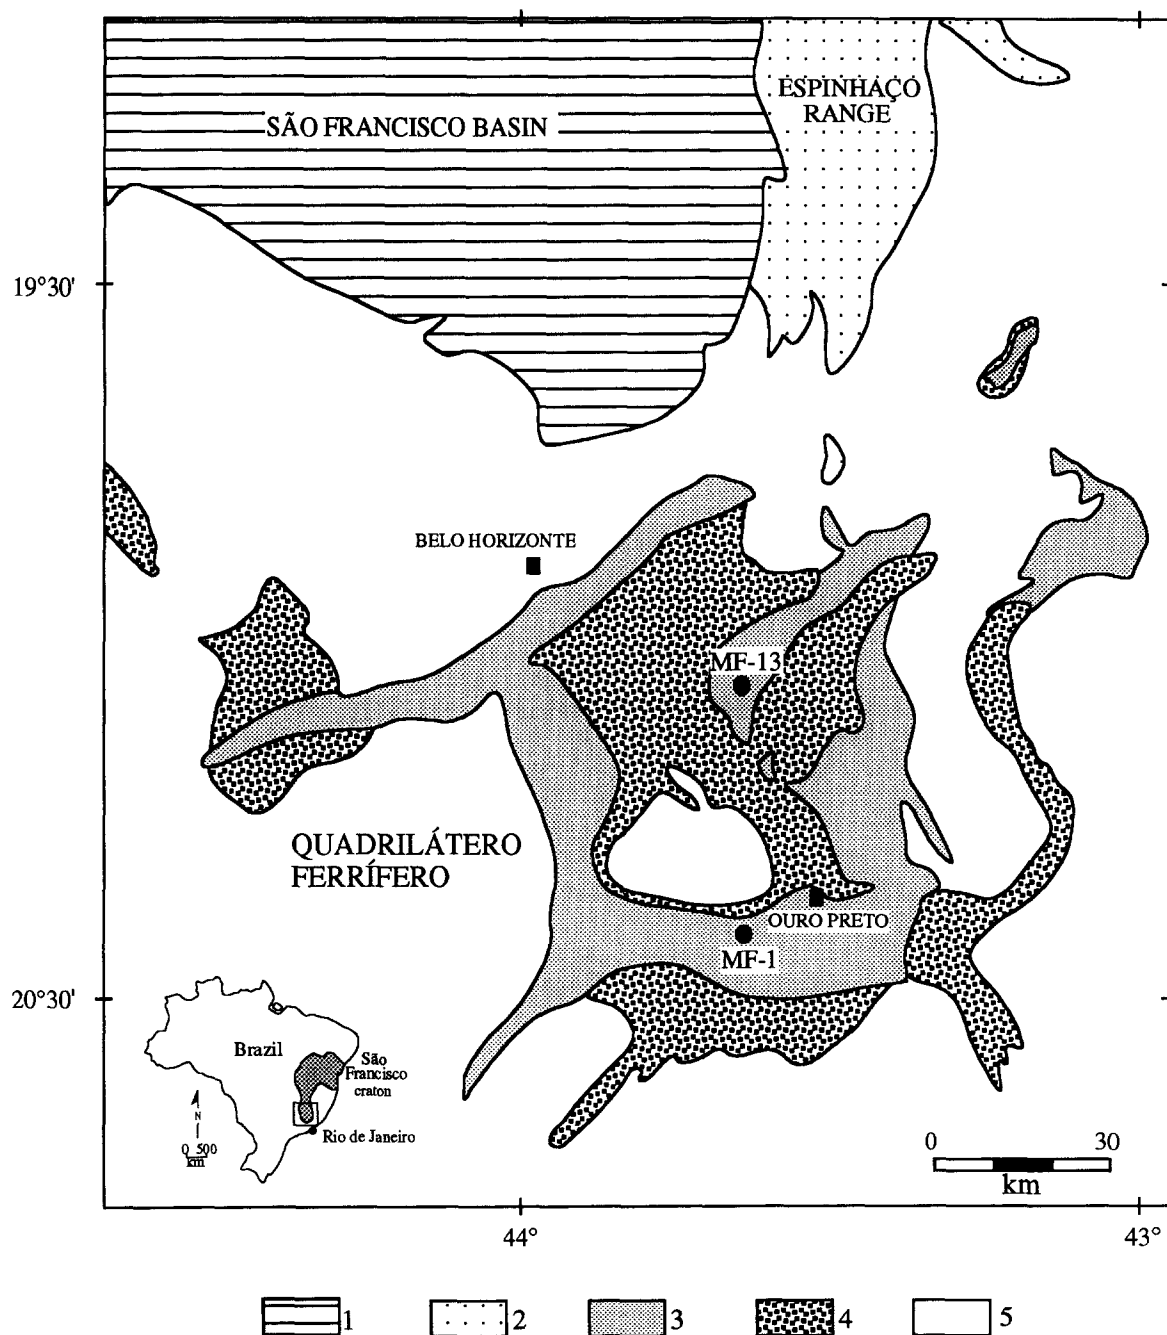 SÃO FRANCISCO BASIN
ESPINHAÇO
RANGE
19°30'
BELO HORIZONTE
MF-13
QUADRILÁTERO
FERRÍFERO
OURO PRETO
MF-1
20°30'
Brazil
São
Francisco
craton
N
0 500
km
Rio de Janeiro
0 30
km
44° 43°
1 2 3 4 5